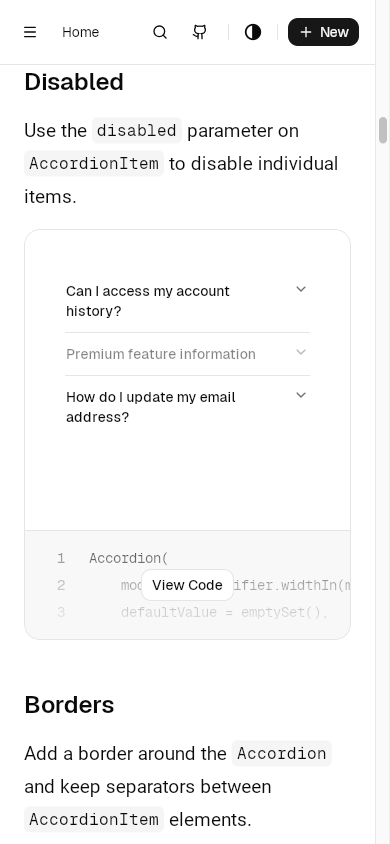 Home
New
Disabled
Use the disabled parameter on
AccordionItem to disable individual
items.
Can I access my account
history?
Premium feature information
How do I update my email
address?
1 Accordion(
2
View Code
3 defaultValue = emptySet(),
Borders
Add a border around the Accordion
and keep separators between
AccordionItem elements.